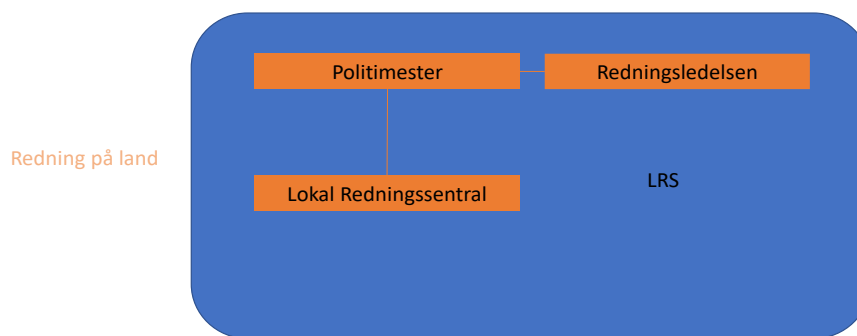 Politimester
Redningsledelsen
Redning på land
Lokal Redningssentral
LRS